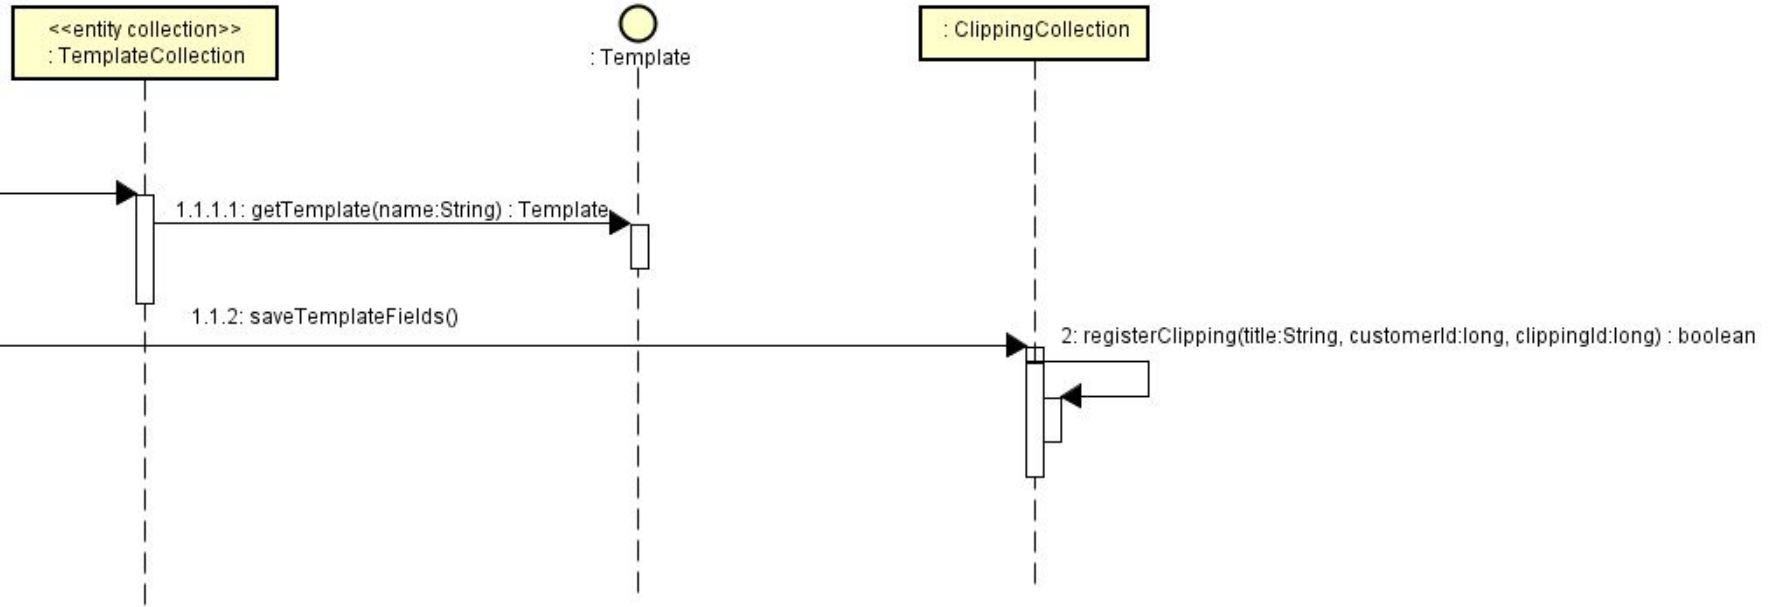 <<entity collection>>
: TemplateCollection
: Template
: ClippingCollection
1.1.1.1: getTemplate(name:String) : Template
1.1.2: saveTemplateFields()
2: registerClipping(title:String, customerId:long, clippingId:long) : boolean